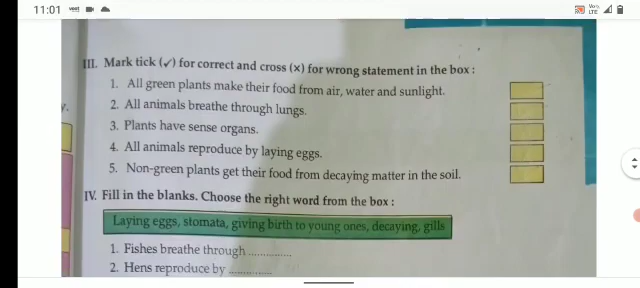 11:01
III. Mark tick (✓) for correct and cross (×) for wrong statement in the box :
1. All green plants make their food from air, water and sunlight.
2. All animals breathe through lungs.
3. Plants have sense organs.
4. All animals reproduce by laying eggs.
5. Non-green plants get their food from decaying matter in the soil.
IV. Fill in the blanks. Choose the right word from the box :
Laying eggs, stomata, giving birth to young ones, decaying, gills
1. Fishes breathe through .............
2. Hens reproduce by .............